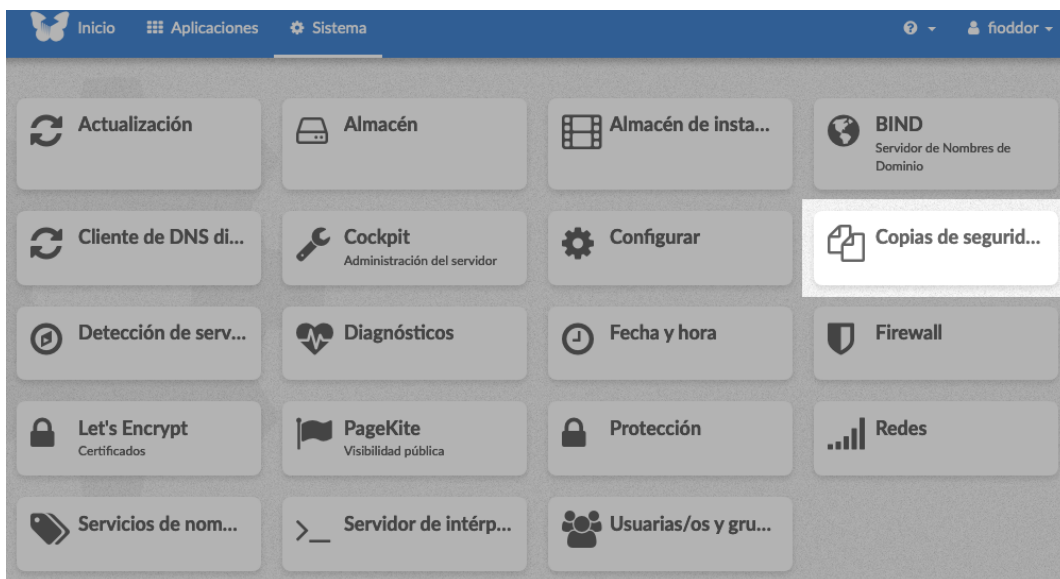 Inicio Aplicaciones Sistema fioddor
Actualización
Almacén
Almacén de insta...
BIND
Servidor de Nombres de
Dominio
Cliente de DNS di...
Cockpit
Administración del servidor
Configurar
Copias de segurid...
Detección de serv...
Diagnósticos
Fecha y hora
Firewall
Let's Encrypt
Certificados
PageKite
Visibilidad pública
Protección
Redes
Servicios de nom...
Servidor de intérp...
Usuarias/os y gru...